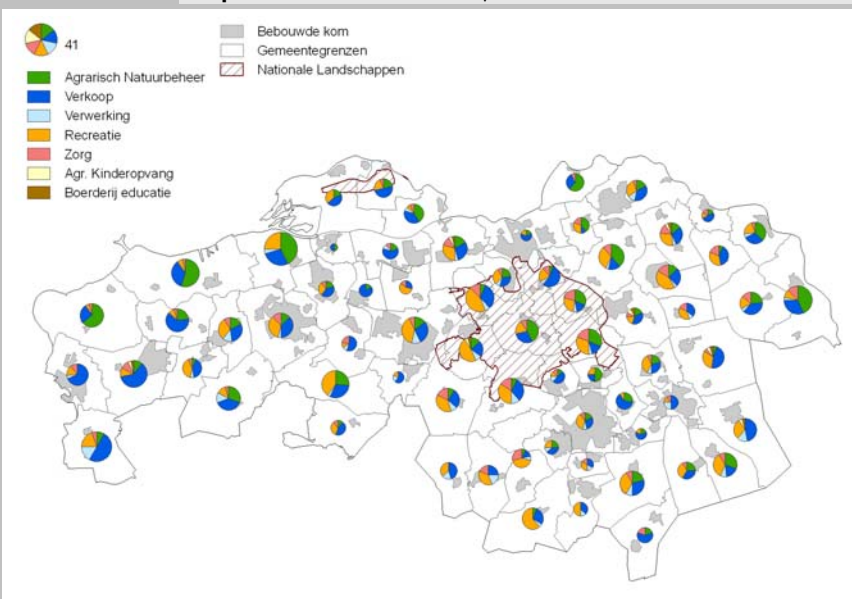 41
Agrarisch Natuurbeheer
Verkoop
Verwerking
Recreatie
Zorg
Agr. Kinderopvang
Boerderij educatie
Bebouwde kom
Gemeentegrenzen
Nationale Landschappen